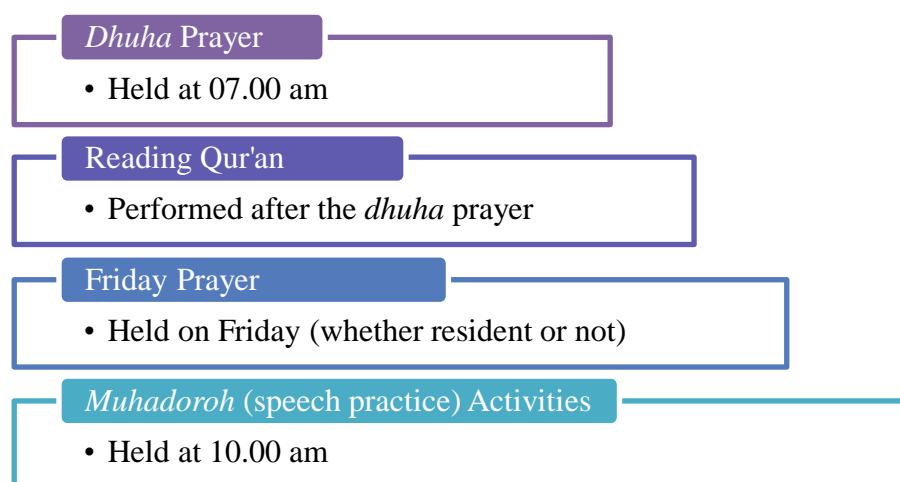 Dhuha Prayer
• Held at 07.00 am
Reading Qur'an
• Performed after the dhuha prayer
Friday Prayer
• Held on Friday (whether resident or not)
Muhadoroh (speech practice) Activities
• Held at 10.00 am